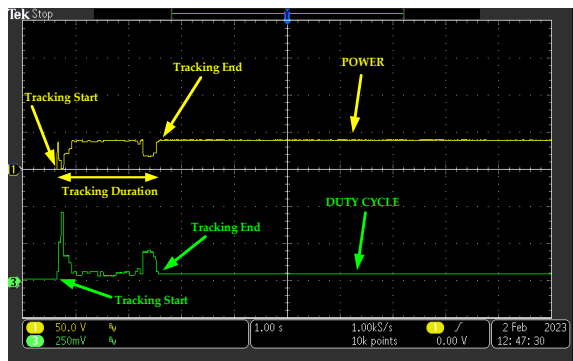 Tek Stop
Tracking End
POWER
Tracking Start
1
Tracking Duration
DUTY CYCLE
Tracking End
3
Tracking Start
1 50.0 V
3 250mV
1.00 s
1.00kS/s
10k points
1
0.00 V
2 Feb 2023
12:47:30